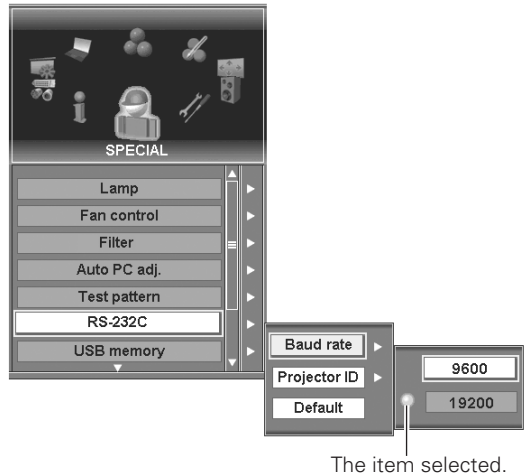 SPECIAL
Lamp
Fan control
Filter
Auto PC adj.
Test pattern
RS-232C
USB memory
Baud rate
Projector ID
Default
9600
19200
The item selected.